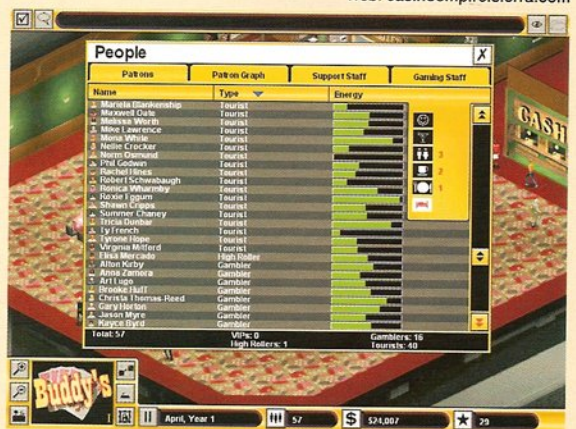 web: casinoempire.sierra.com
People
X
Patrons Patron Graph Support Staff Gaming Staff
Name Type Energy
Mariela Blankenship Tourist
Maxwell Date Tourist
Melissa Worth Tourist
Mike Lawrence Tourist
Mona White Tourist
Nellie Crocker Tourist
Norm Osmund Tourist
Phil Godwin Tourist
Rachel Hines Tourist
Robert Schwabaugh Tourist
Ronica Wharmby Tourist
Roxie Eggum Tourist
Shawn Cripps Tourist
Summer Chaney Tourist
Tricia Dunbar Tourist
Ty French Tourist
Tyrone Hope Tourist
Virginia Mitford Tourist
Elisa Mercado High Roller
Alton Kirby Gambler
Anna Zamora Gambler
Art Lugo Gambler
Brooke Huff Gambler
Christa Thomas Reed Gambler
Gary Horton Gambler
Jason Myre Gambler
Kayce Byrd Gambler
3
2
1
CASH
Total: 57 VIPs: 0 Gamblers: 16
High Rollers: 1 Tourists: 40
Buddy's
April, Year 1 57 $ $24,007 29